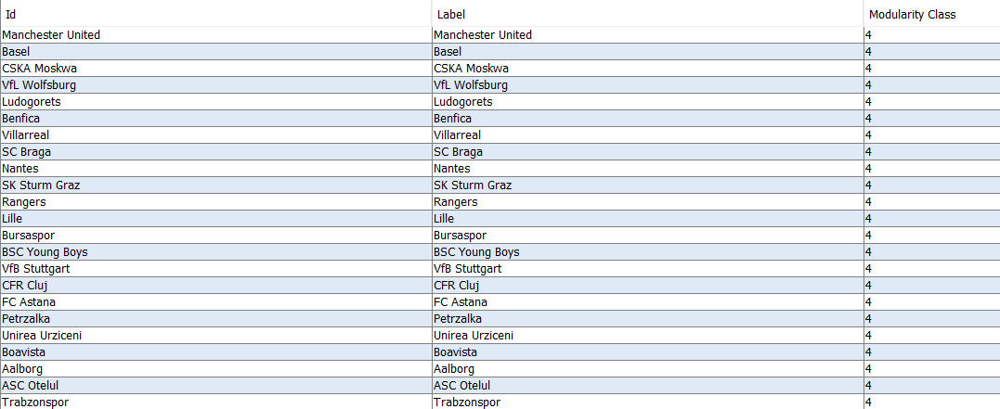 Id Label Modularity Class
Manchester United Manchester United 4
Basel Basel 4
CSKA Moskwa CSKA Moskwa 4
VfL Wolfsburg VfL Wolfsburg 4
Ludogorets Ludogorets 4
Benfica Benfica 4
Villarreal Villarreal 4
SC Braga SC Braga 4
Nantes Nantes 4
SK Sturm Graz SK Sturm Graz 4
Rangers Rangers 4
Lille Lille 4
Bursaspor Bursaspor 4
BSC Young Boys BSC Young Boys 4
VfB Stuttgart VfB Stuttgart 4
CFR Cluj CFR Cluj 4
FC Astana FC Astana 4
Petrzalka Petrzalka 4
Unirea Urziceni Unirea Urziceni 4
Boavista Boavista 4
Aalborg Aalborg 4
ASC Otelul ASC Otelul 4
Trabzonspor Trabzonspor 4